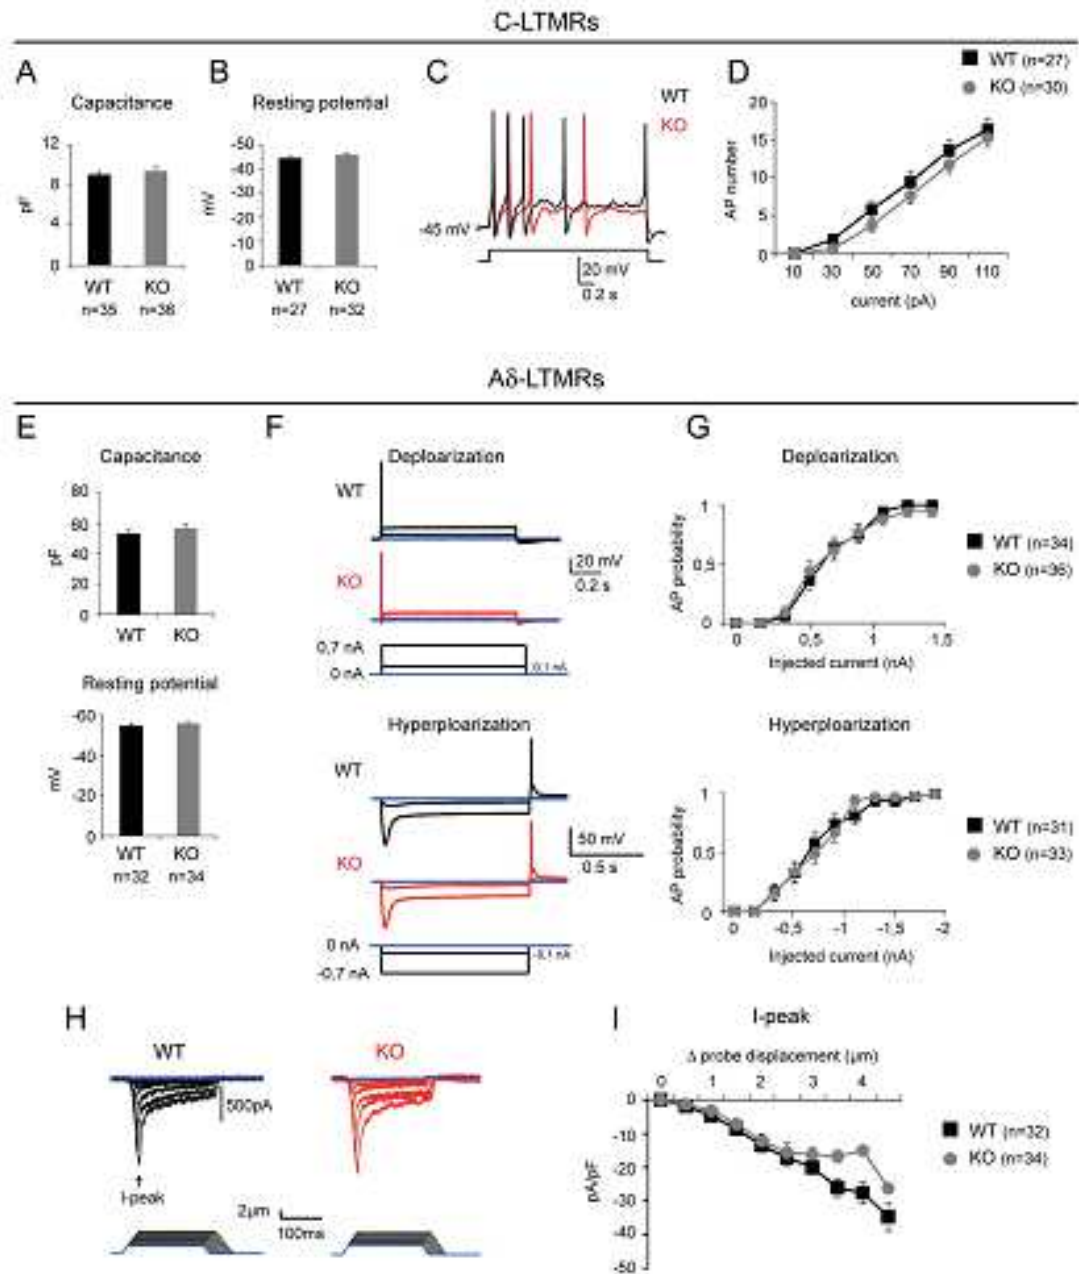 C-LTMRs
A
B
C
D
Capacitance
Resting potential
WT
KO
WT (n=27)
KO (n=30)
12
8
4
0
pF
WT
KO
n=35
n=36
-50
-40
-30
-20
-10
0
mV
WT
KO
n=27
n=32
-45 mV
20 mV
0.2 s
20
15
10
5
0
AP number
10 30 50 70 90 110
current (pA)
Aδ-LTMRs
E
F
G
Capacitance
80
60
40
20
0
pF
WT
KO
Resting potential
-60
-40
-20
0
mV
WT
KO
n=32
n=34
Deploarization
WT
KO
20 mV
0.2 s
0,7 nA
0 nA
0,1 nA
Hyperploarization
WT
KO
50 mV
0.5 s
0 nA
-0,1 nA
-0.7 nA
Deploarization
1
0,5
0
AP probability
0 0,5 1 1,5
Injected current (nA)
WT (n=34)
KO (n=36)
Hyperploarization
1
0.5
0
AP probability
0 -0,5 -1 -1,5 -2
Injected current (nA)
WT (n=31)
KO (n=33)
H
WT
KO
500pA
I-peak
2µm
100ms
I
I-peak
Δ probe displacement (µm)
0 1 2 3 4
0
-10
-20
-30
-40
-50
pA/pF
WT (n=32)
KO (n=34)